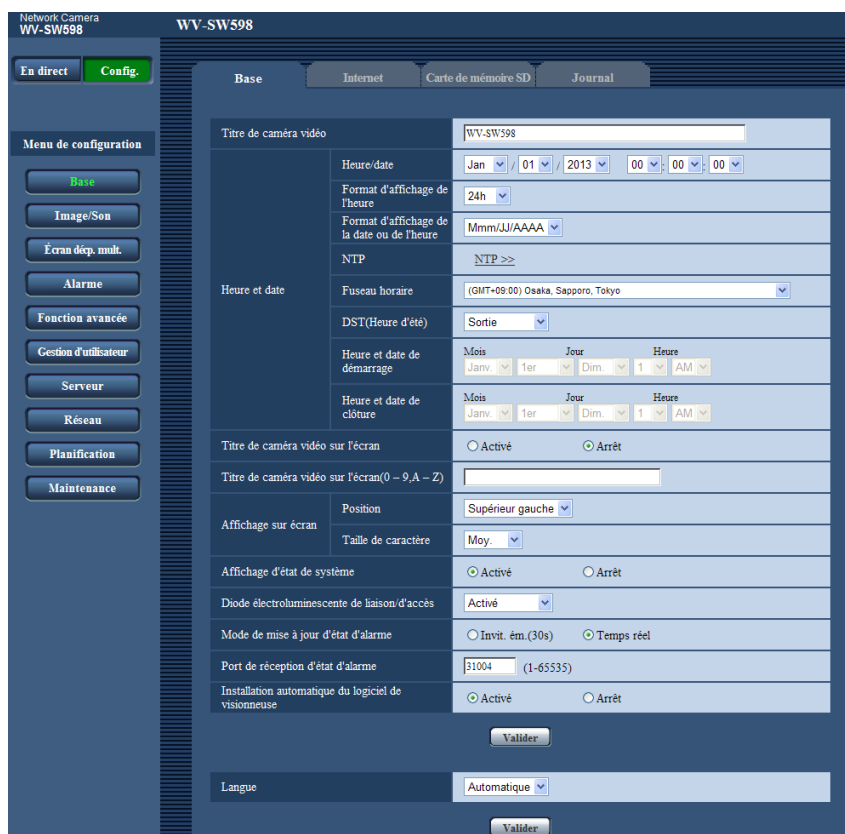 Network Camera
WV-SW598
WV-SW598
En direct
Config.
Base
Internet
Carte de mémoire SD
Journal
Menu de configuration
Base
Image/Son
Écran déçp. mult.
Alarme
Fonction avancée
Gestion d'utilisateur
Serveur
Réseau
Planification
Maintenance
Titre de caméra vidéo
WV-SW598
Heure et date
Heure/date
Jan / 01 / 2013 00 : 00 : 00
Format d'affichage de
l'heure
24h
Format d'affichage de
la date ou de l'heure
Mmm/JJ/AAAA
NTP
NTP >>
Fuseau horaire
(GMT+09:00) Osaka, Sapporo, Tokyo
DST(Heure d'été)
Sortie
Heure et date de
démarrage
Mois Jour Heure
Janv. 1er Dim. 1 AM
Heure et date de
clôture
Mois Jour Heure
Janv. 1er Dim. 1 AM
Titre de caméra vidéo sur l'écran
Activé Arrêt
Titre de caméra vidéo sur l'écran(0 – 9,A – Z)
Affichage sur écran
Position
Supérieur gauche
Taille de caractère
Moy.
Affichage d'état de système
Activé Arrêt
Diode électroluminescente de liaison/d'accès
Activé
Mode de mise à jour d'état d'alarme
Invit. ém.(30s) Temps réel
Port de réception d'état d'alarme
31004 (1-65535)
Installation automatique du logiciel de
visionneuse
Activé Arrêt
Valider
Langue
Automatique
Valider